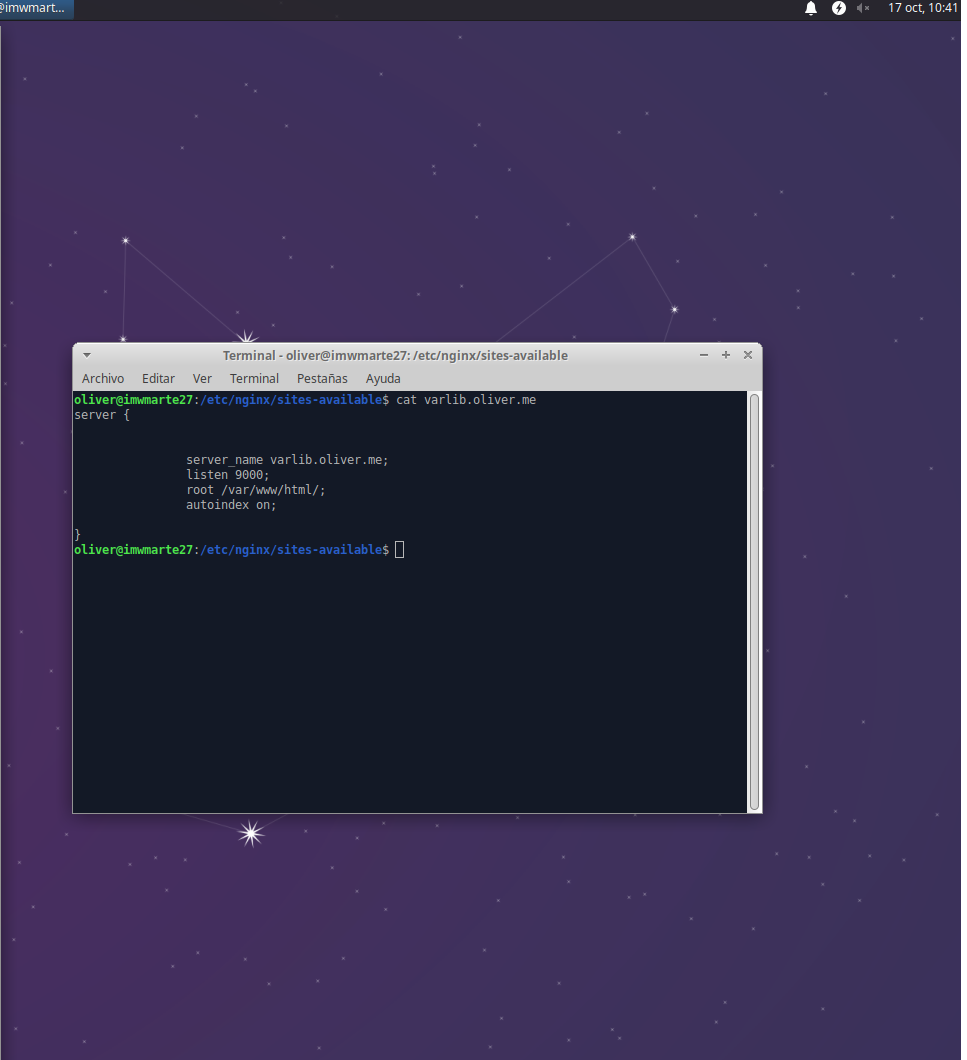 @imwmart...
17 oct, 10:41
Terminal - oliver@imwmarte27: /etc/nginx/sites-available
Archivo Editar Ver Terminal Pestañas Ayuda
oliver@imwmarte27:/etc/nginx/sites-available$ cat varlib.oliver.me
server {
server_name varlib.oliver.me;
listen 9000;
root /var/www/html/;
autoindex on;
}
oliver@imwmarte27:/etc/nginx/sites-available$